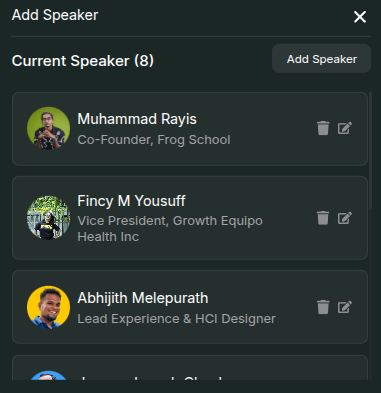 Add Speaker
Current Speaker (8)
Add Speaker
Muhammad Rayis
Co-Founder, Frog School
Fincy M Yousuff
Vice President, Growth Equipo
Health Inc
Abhijith Melepurath
Lead Experience & HCI Designer